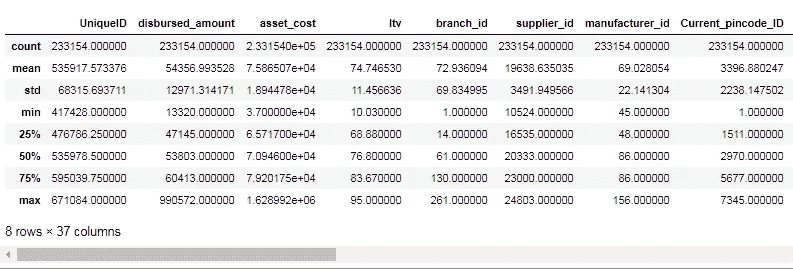 UniqueID disbursed_amount asset_cost ltv branch_id supplier_id manufacturer_id Current_pincode_ID
count 233154.000000 233154.000000 2.331540e+05 233154.000000 233154.000000 233154.000000 233154.000000 233154.000000
mean 535917.573376 54356.993528 7.586507e+04 74.746530 72.936094 19638.635035 69.028054 3396.880247
std 68315.693711 12971.314171 1.894478e+04 11.456636 69.834995 3491.949566 22.141304 2238.147502
min 417428.000000 13320.000000 3.700000e+04 10.030000 1.000000 10524.000000 45.000000 1.000000
25% 476786.250000 47145.000000 6.571700e+04 68.880000 14.000000 16535.000000 48.000000 1511.000000
50% 535978.500000 53803.000000 7.094600e+04 76.800000 61.000000 20333.000000 86.000000 2970.000000
75% 595039.750000 60413.000000 7.920175e+04 83.670000 130.000000 23000.000000 86.000000 5677.000000
max 671084.000000 990572.000000 1.628992e+06 95.000000 261.000000 24803.000000 156.000000 7345.000000
8 rows × 37 columns